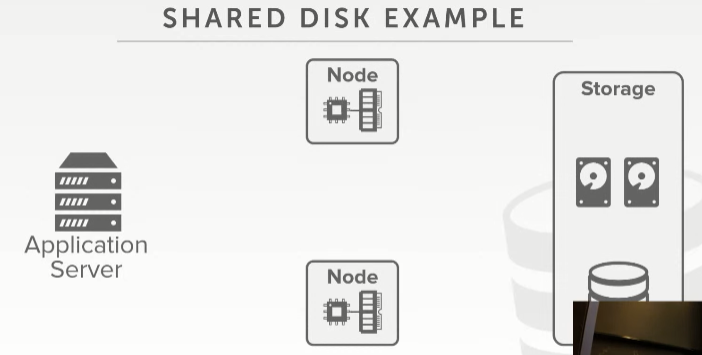 SHARED DISK EXAMPLE
Node
Storage
Application
Server
Node